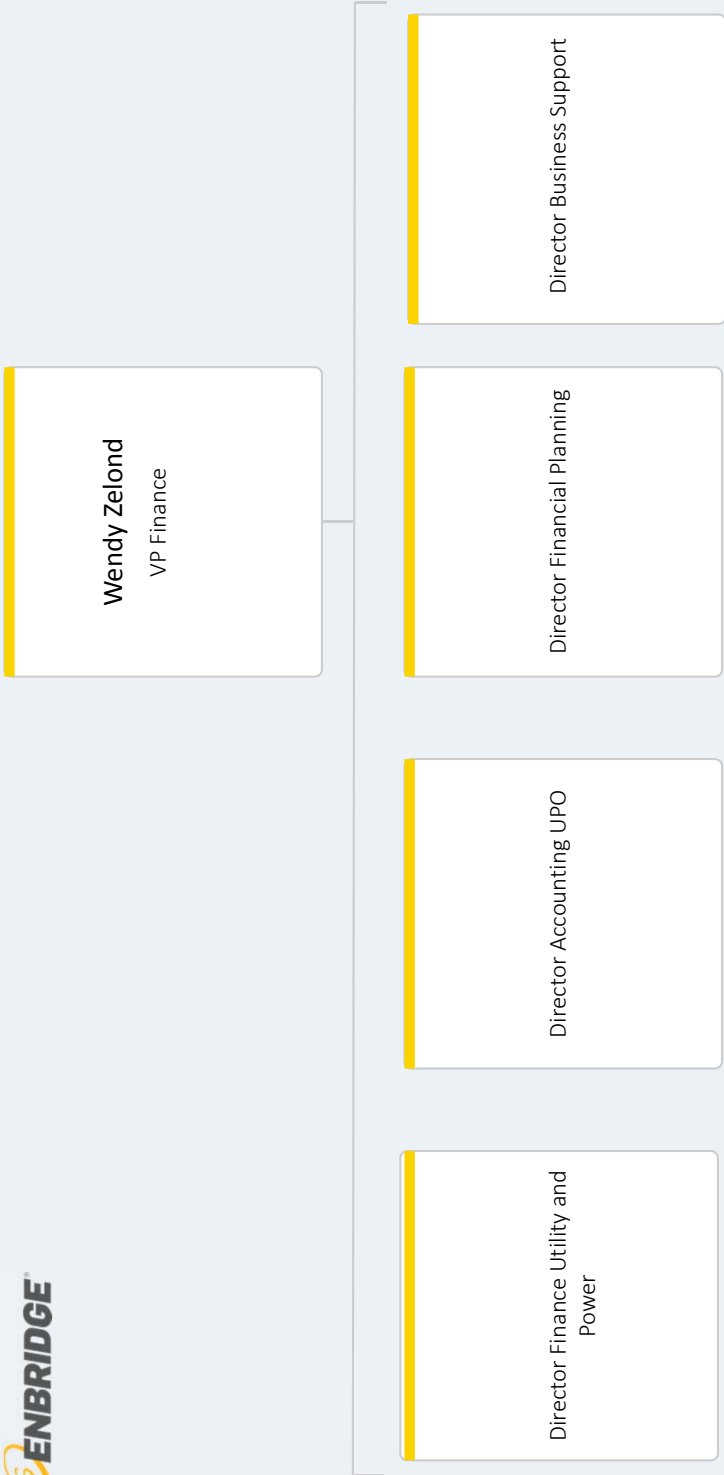 ENBRIDGE
Wendy Zelond
VP Finance
Director Finance Utility and
Power
Director Accounting UPO
Director Financial Planning
Director Business Support